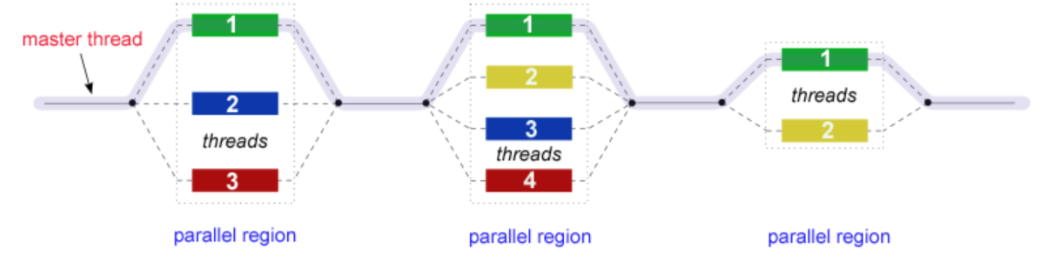 master thread
1
2
threads
3
parallel region
1
2
3
threads
4
parallel region
1
threads
2
parallel region